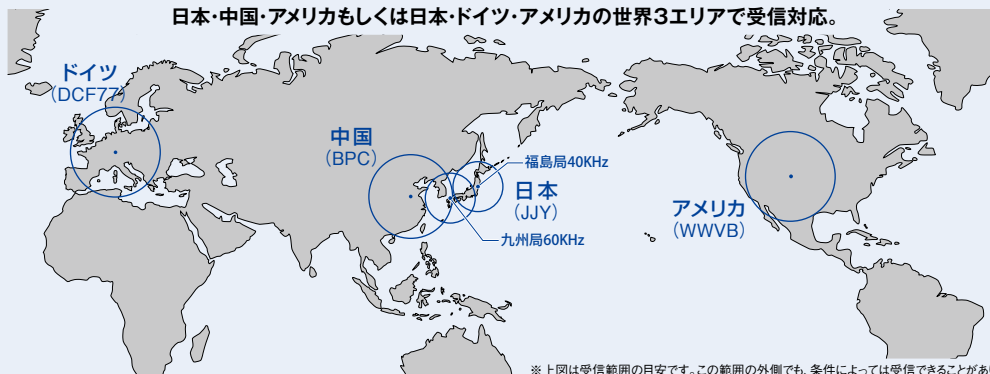 日本・中国・アメリカもしくは日本・ドイツ・アメリカの世界3エリアで受信対応。
ドイツ
(DCF77)
中国
(BPC)
福島局40KHz
日本
(JJY)
九州局60KHz
アメリカ
(WWVB)
※上図は受信範囲の目安です。この範囲の外側でも、条件によっては受信できることがあり